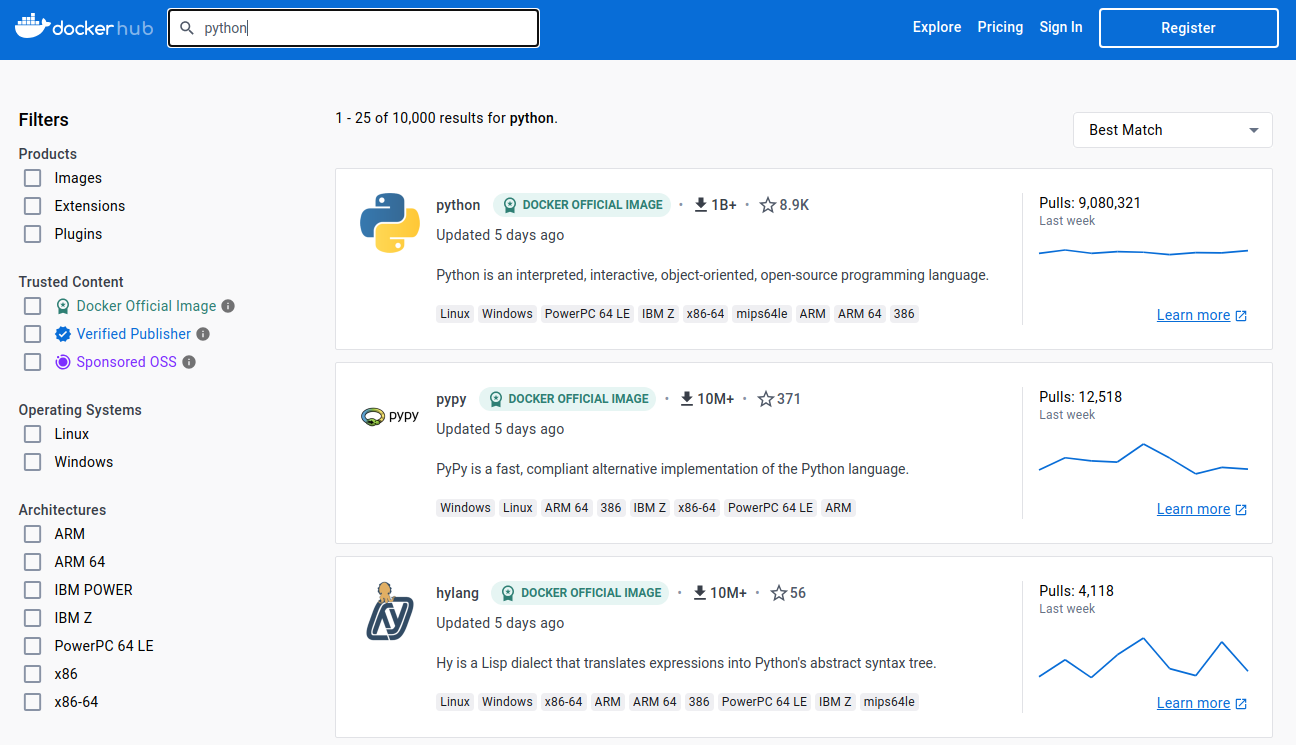 docker hub
python
Explore Pricing Sign In Register
Filters
Products
Images
Extensions
Plugins
Trusted Content
Docker Official Image
Verified Publisher
Sponsored OSS
Operating Systems
Linux
Windows
Architectures
ARM
ARM 64
IBM POWER
IBM Z
PowerPC 64 LE
x86
x86-64
1 - 25 of 10,000 results for python.
Best Match
python DOCKER OFFICIAL IMAGE • 1B+ • 8.9K
Updated 5 days ago
Python is an interpreted, interactive, object-oriented, open-source programming language.
Linux Windows PowerPC 64 LE IBM Z x86-64 mips64le ARM ARM 64 386
Pulls: 9,080,321
Last week
Learn more
pypy
pypy DOCKER OFFICIAL IMAGE • 10M+ • 371
Updated 5 days ago
PyPy is a fast, compliant alternative implementation of the Python language.
Windows Linux ARM 64 386 IBM Z x86-64 PowerPC 64 LE ARM
Pulls: 12,518
Last week
Learn more
hy
hylang DOCKER OFFICIAL IMAGE • 10M+ • 56
Updated 5 days ago
Hy is a Lisp dialect that translates expressions into Python's abstract syntax tree.
Linux Windows x86-64 ARM ARM 64 386 PowerPC 64 LE IBM Z mips64le
Pulls: 4,118
Last week
Learn more